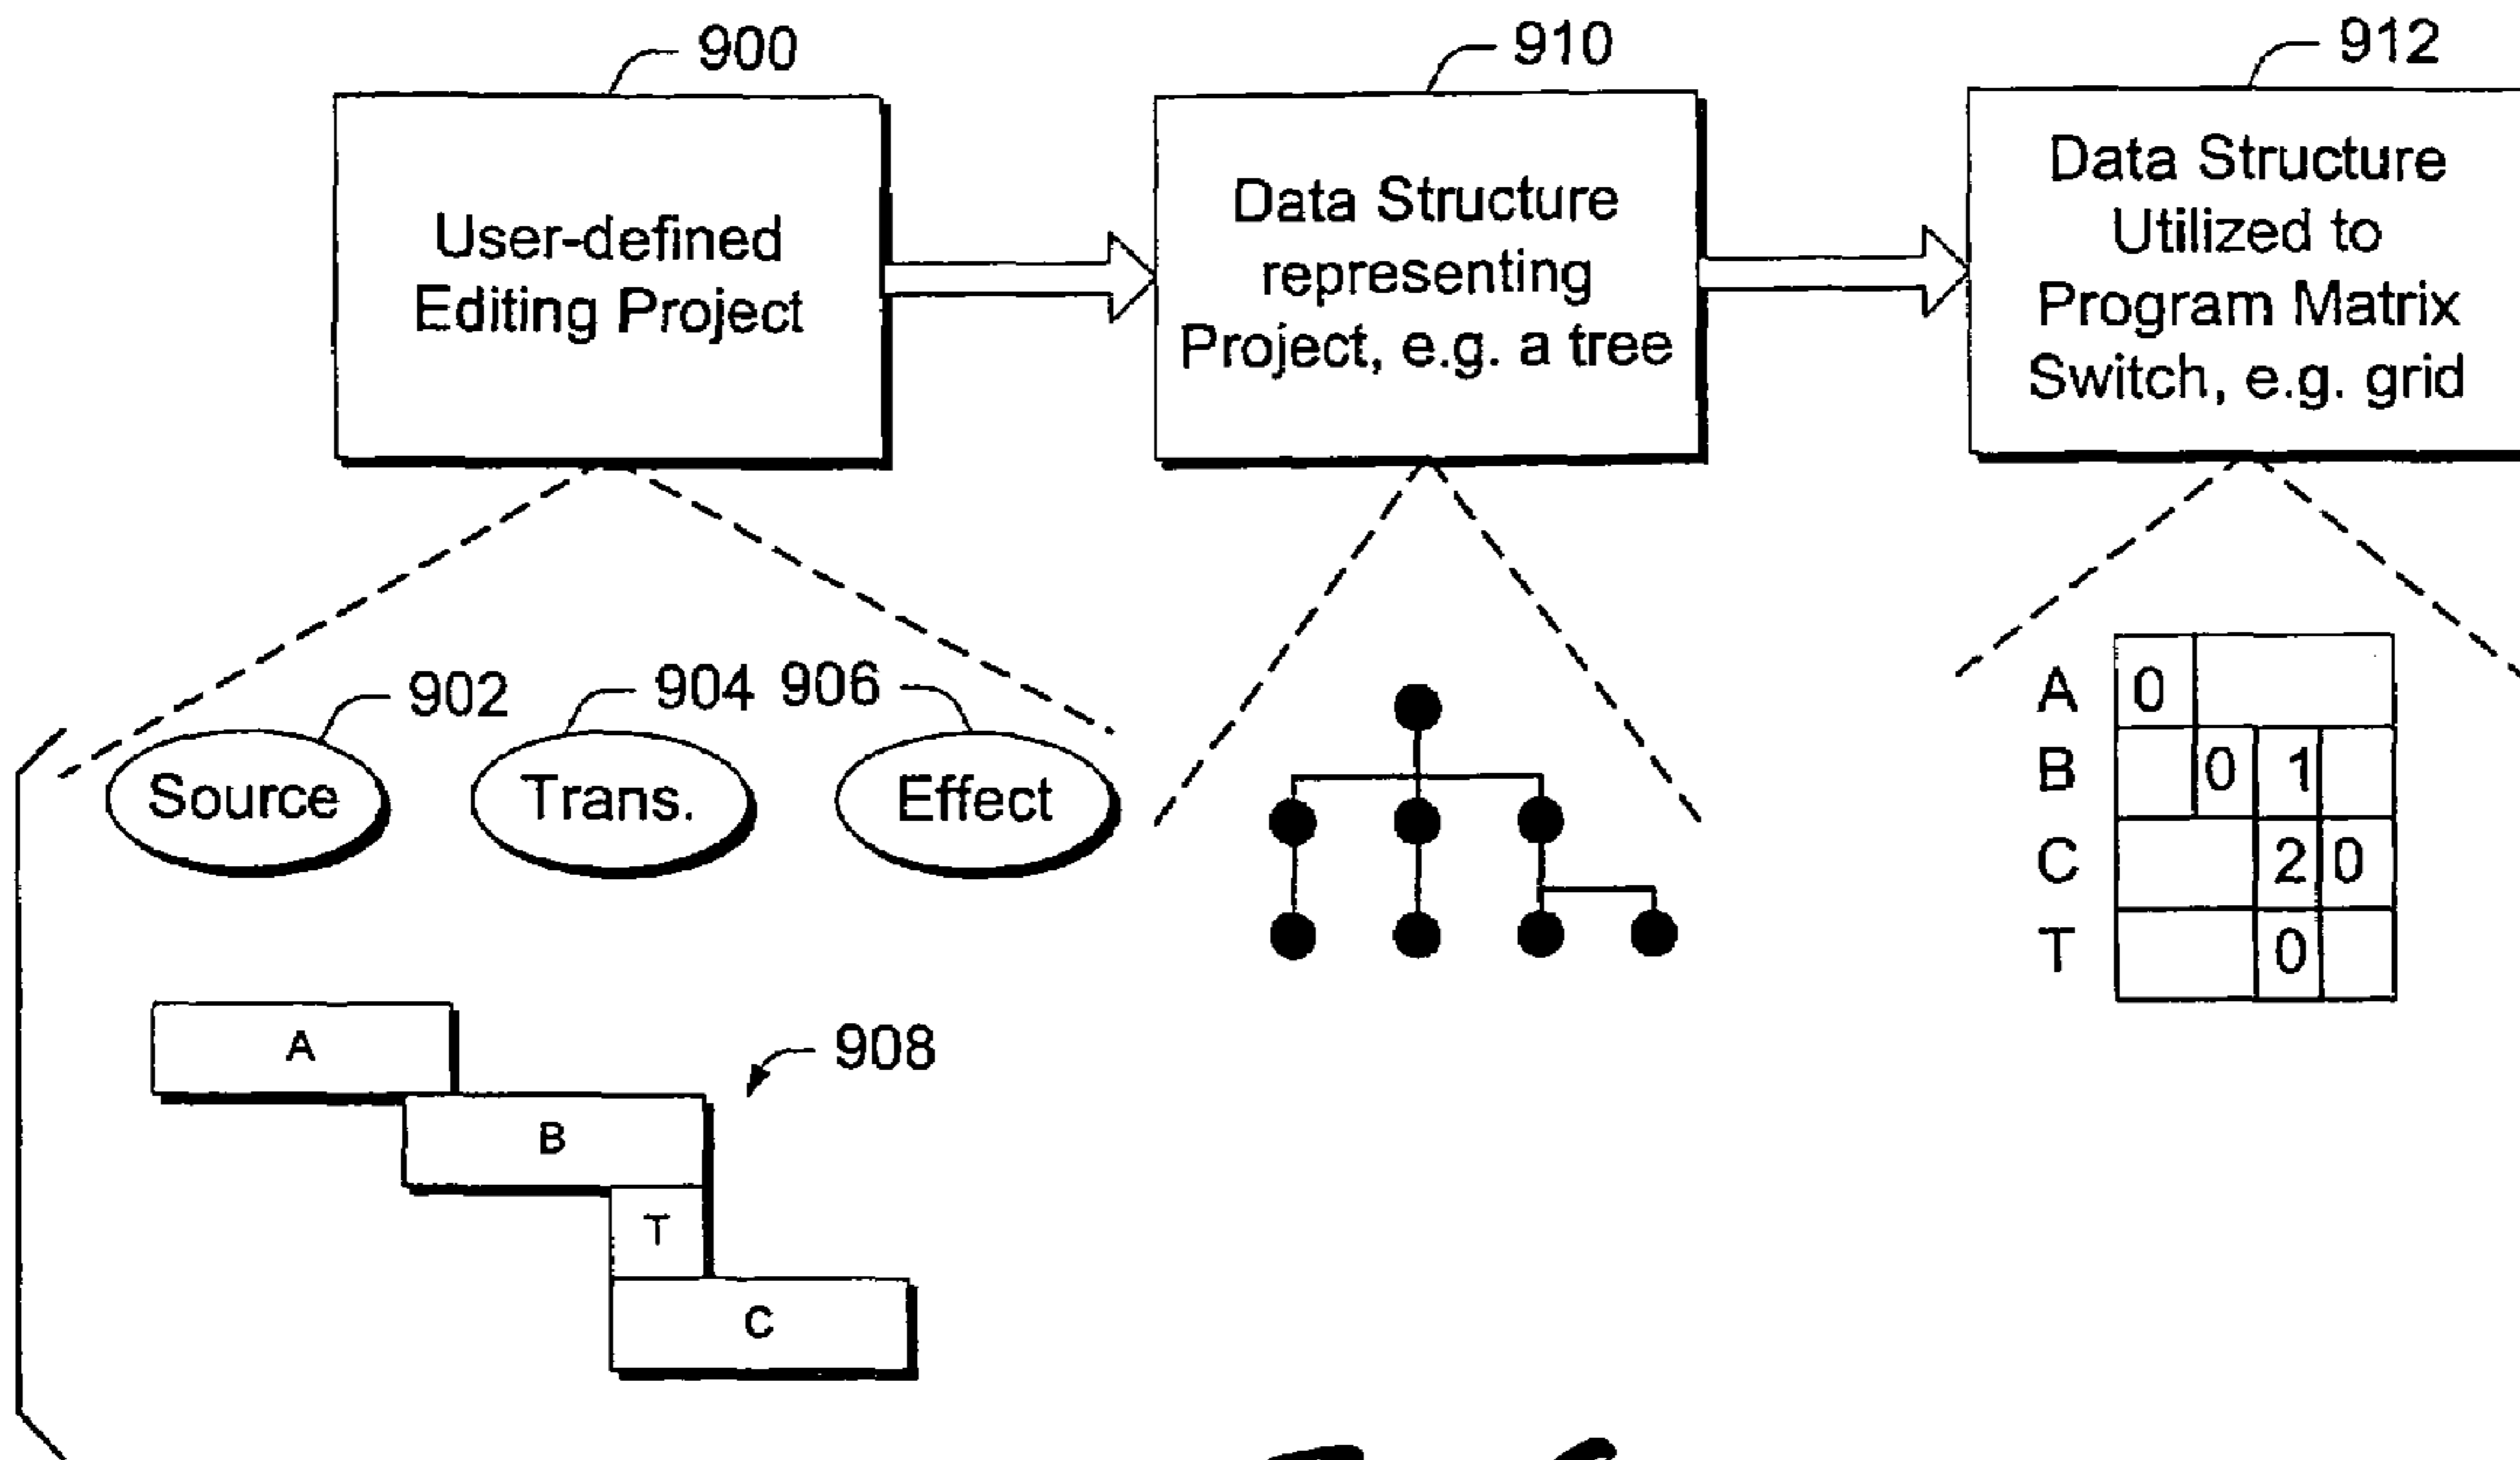 900
910
912
User-defined
Editing Project
Data Structure
representing
Project, e.g. a tree
Data Structure
Utilized to
Program Matrix
Switch, e.g. grid
902
904
906
Source
Trans.
Effect
A 0
B 0 1
C 2 0
T 0
A
908
B
T
C